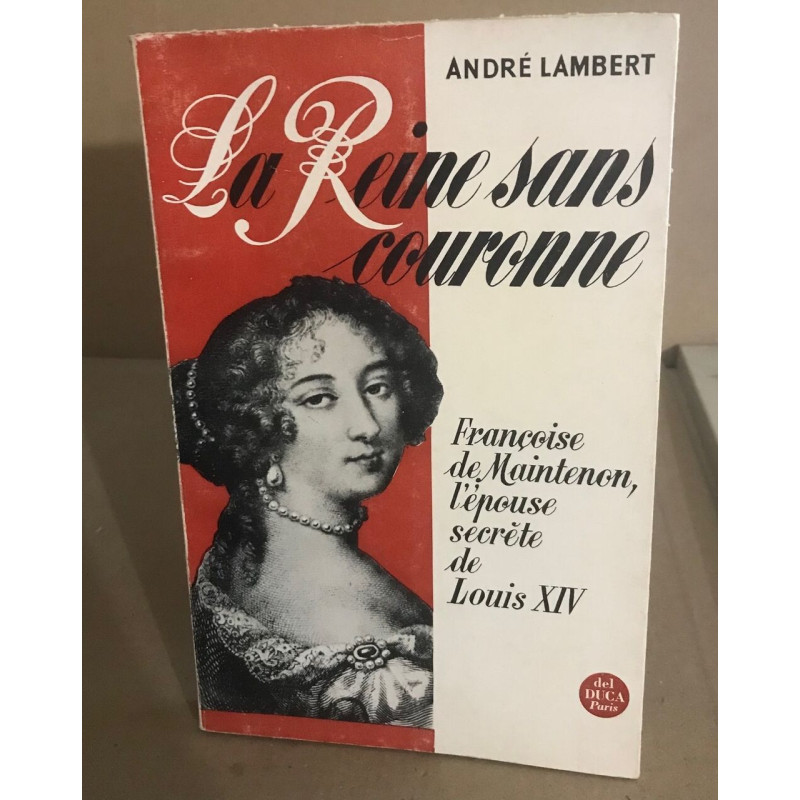 ANDRÉ LAMBERT
La Reine sans
couronne
Françoise
de Maintenon,
l'épouse
secrète
de
Louis XIV
del
DUCA
Paris